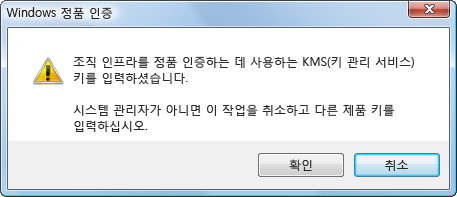 Windows 정품 인증
조직 인프라를 정품 인증하는 데 사용하는 KMS(키 관리 서비스)
키를 입력하셨습니다.
시스템 관리자가 아니면 이 작업을 취소하고 다른 제품 키를
입력하십시오.
확인
취소